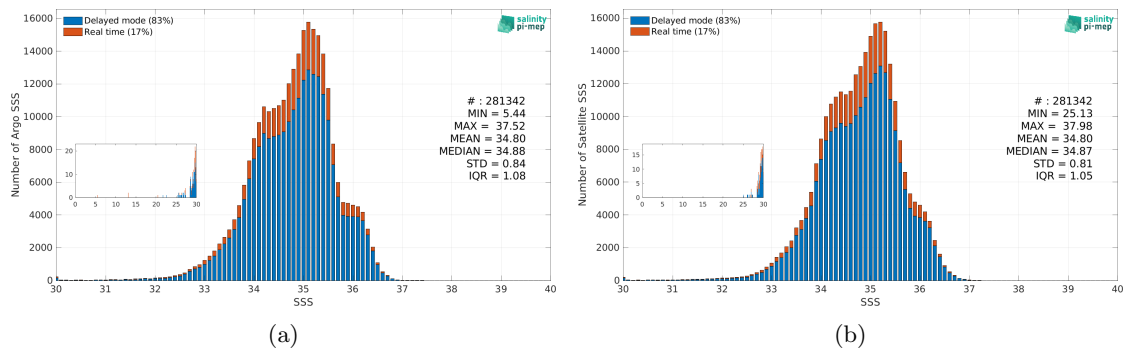 Delayed mode (83%)
Real time (17%)
salinity
pi-mep
Number of Argo SSS
16000
14000
12000
10000
8000
6000
4000
2000
0
# : 281342
MIN = 5.44
MAX = 37.52
MEAN = 34.80
MEDIAN = 34.88
STD = 0.84
IQR = 1.08
20
10
0
0 5 10 15 20 25 30
30 31 32 33 34 35 36 37 38 39 40
SSS
(a)
Delayed mode (83%)
Real time (17%)
salinity
pi-mep
Number of Satellite SSS
16000
14000
12000
10000
8000
6000
4000
2000
0
# : 281342
MIN = 25.13
MAX = 37.98
MEAN = 34.80
MEDIAN = 34.87
STD = 0.81
IQR = 1.05
15
10
5
0
0 5 10 15 20 25 30
30 31 32 33 34 35 36 37 38 39 40
SSS
(b)